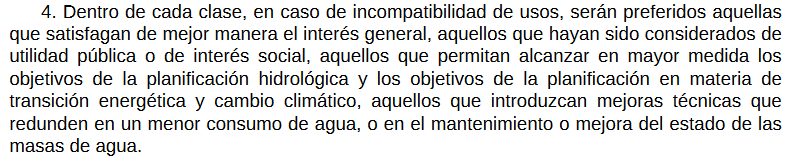 4. Dentro de cada clase, en caso de incompatibilidad de usos, serán preferidos aquellas
que satisfagan de mejor manera el interés general, aquellos que hayan sido considerados de
utilidad pública o de interés social, aquellos que permitan alcanzar en mayor medida los
objetivos de la planificación hidrológica y los objetivos de la planificación en materia de
transición energética y cambio climático, aquellos que introduzcan mejoras técnicas que
redunden en un menor consumo de agua, o en el mantenimiento o mejora del estado de las
masas de agua.